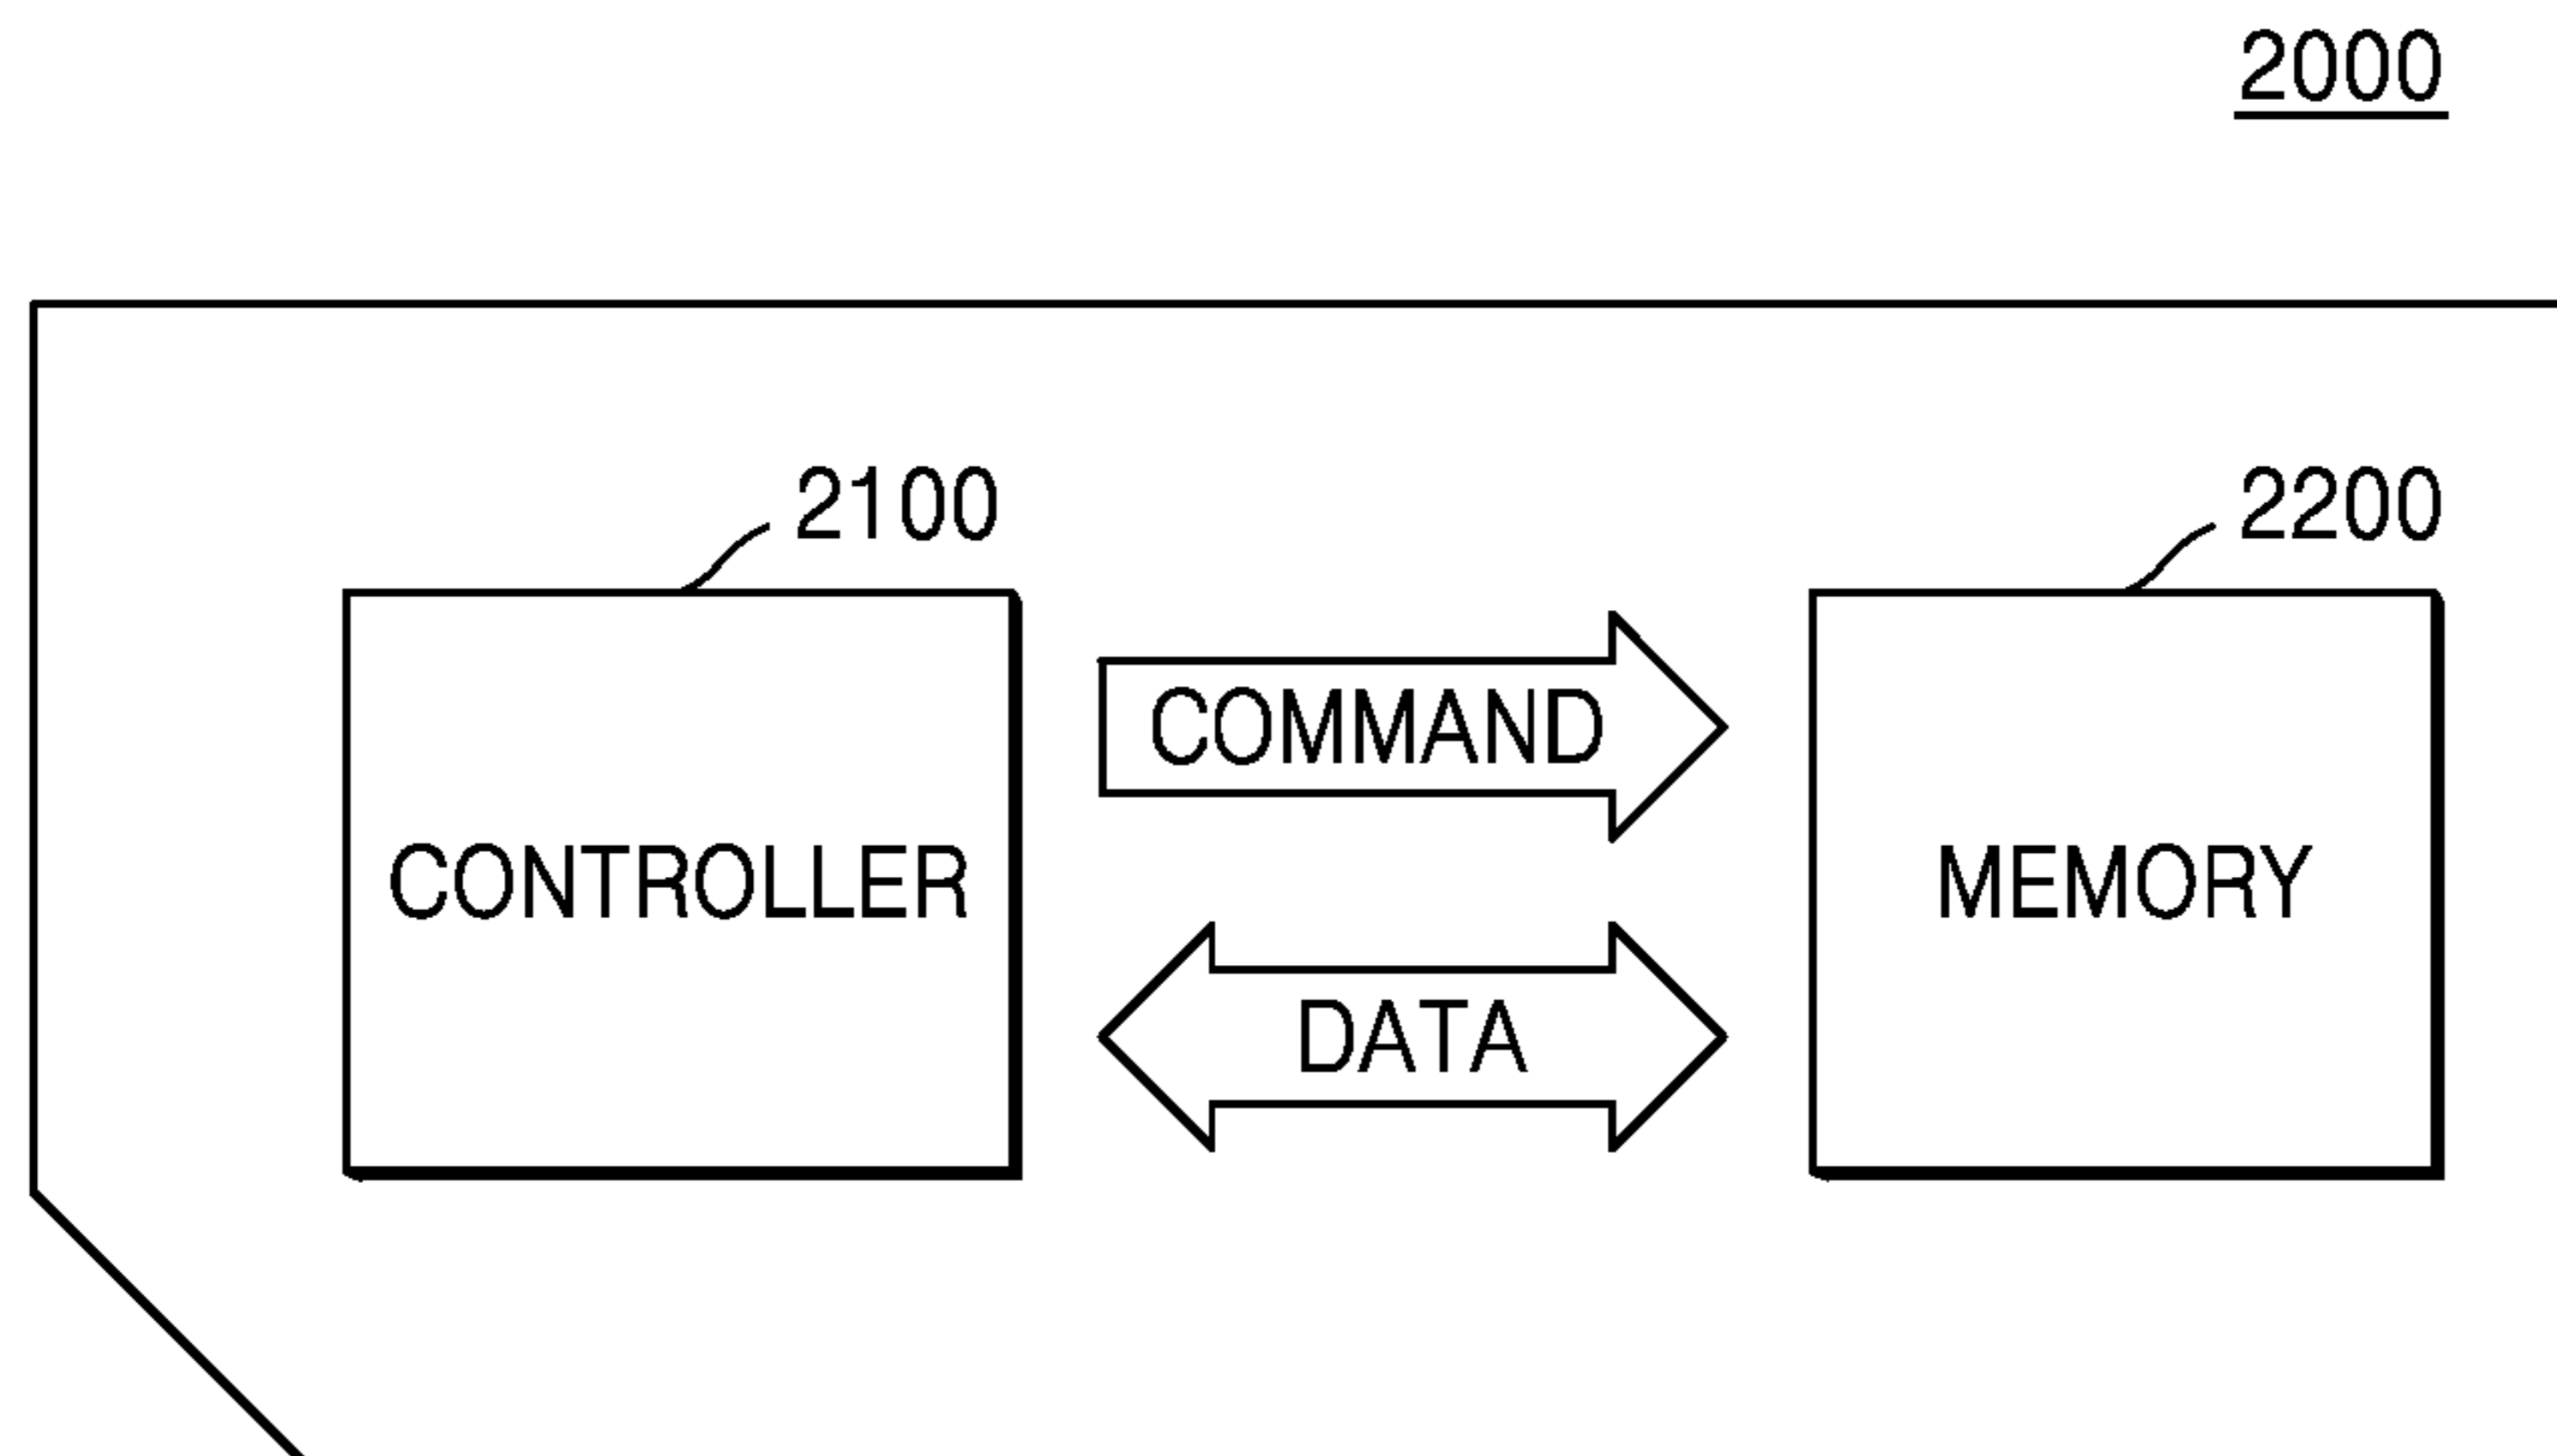 2000
2100
2200
COMMAND
CONTROLLER
MEMORY
DATA